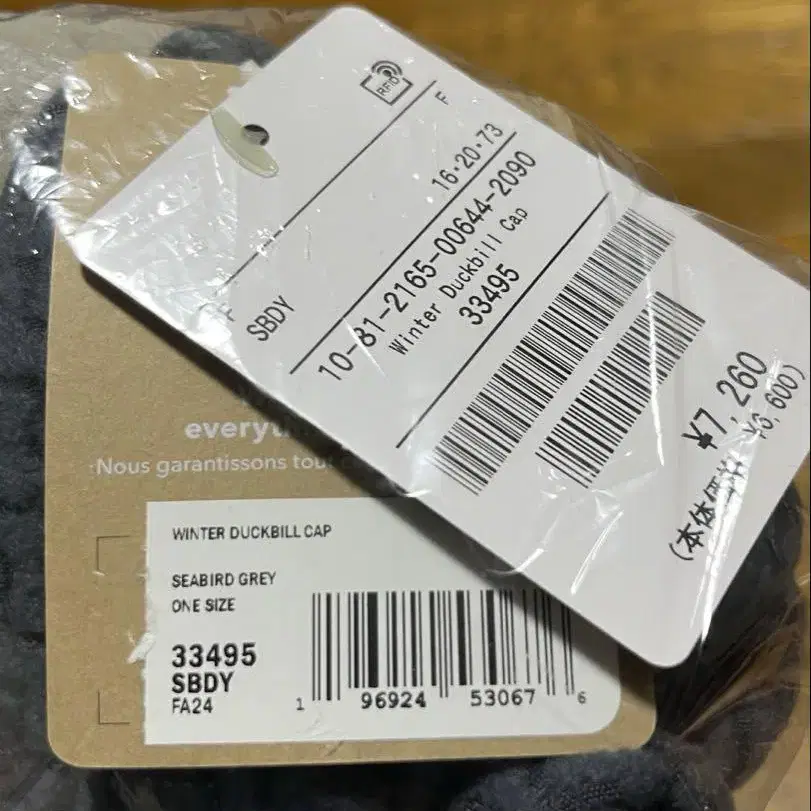 RFID
F
16・20・73
F
SBDY
10-81-2165-00644-2090
Winter Duckbill Cap
33495
¥7,260
(本体価格 ¥6,600)
Nous garantissons tout
WINTER DUCKBILL CAP
SEABIRD GREY
ONE SIZE
33495
SBDY
FA24
1 96924 53067 6